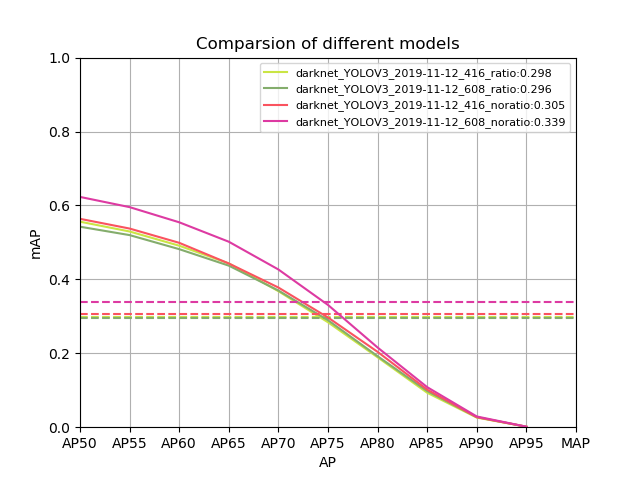 Comparsion of different models
darknet_YOLOV3_2019-11-12_416_ratio:0.298
darknet_YOLOV3_2019-11-12_608_ratio:0.296
darknet_YOLOV3_2019-11-12_416_noratio:0.305
darknet_YOLOV3_2019-11-12_608_noratio:0.339
1.0
0.8
0.6
0.4
0.2
0.0
mAP
AP50 AP55 AP60 AP65 AP70 AP75 AP80 AP85 AP90 AP95 MAP
AP